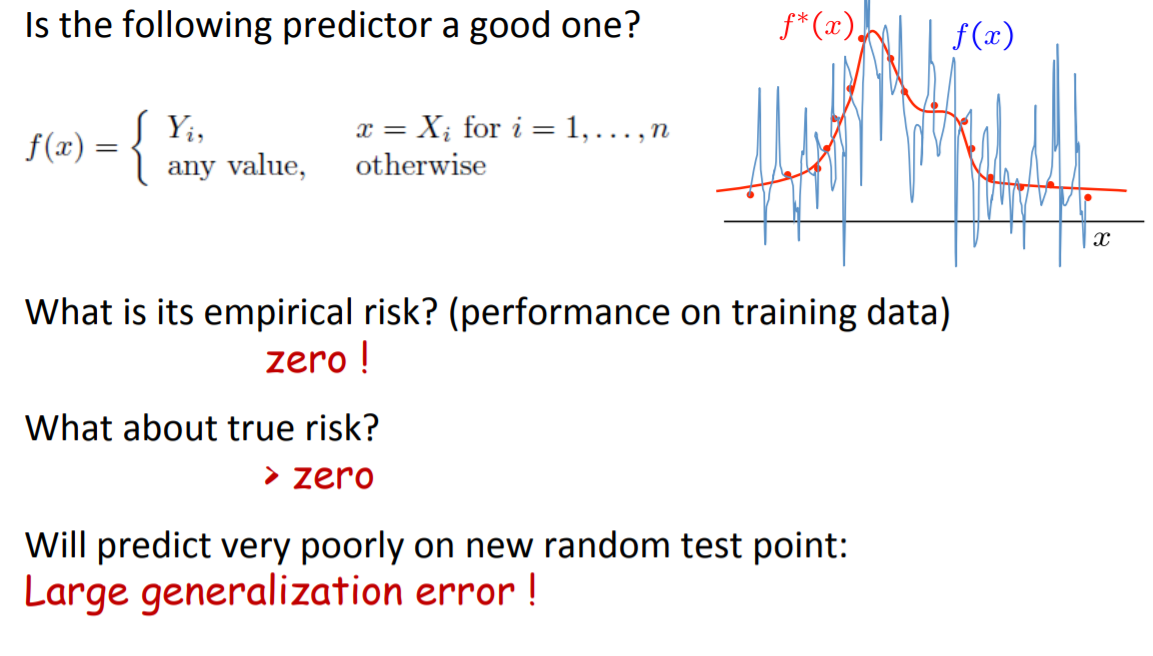 Is the following predictor a good one?
f*(x)
f(x)
f(x) = { Yᵢ, x = Xᵢ for i = 1, . . . , n
any value, otherwise
x
What is its empirical risk? (performance on training data)
zero !
What about true risk?
> zero
Will predict very poorly on new random test point:
Large generalization error !